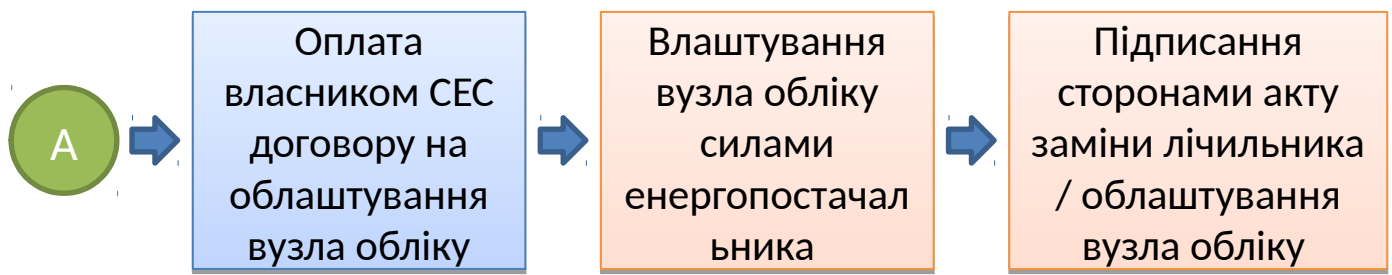 А
Оплата
власником СЕС
договору на
облаштування
вузла обліку
Влаштування
вузла обліку
силами
енергопостачал
ьника
Підписання
сторонами акту
заміни лічильника
/ облаштування
вузла обліку